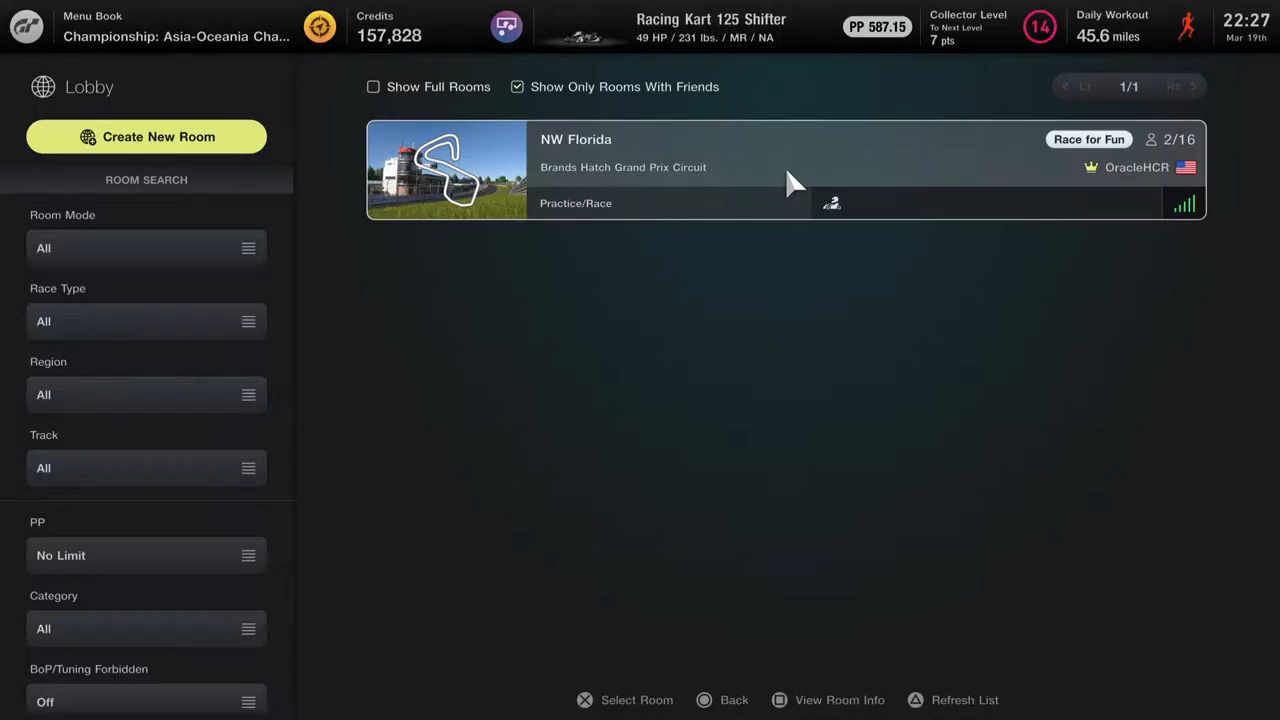 Menu Book
Championship: Asia-Oceania Cha...
Credits
157,828
Racing Kart 125 Shifter
49 HP / 231 lbs. / MR / NA
PP 587.15
Collector Level
To Next Level
7 pts
14
Daily Workout
45.6 miles
22:27
Mar 19th
Lobby
Create New Room
ROOM SEARCH
Room Mode
All
Race Type
All
Region
All
Track
All
PP
No Limit
Category
All
BoP/Tuning Forbidden
Off
Show Full Rooms
Show Only Rooms With Friends
< L1 1/1 R1 >
NW Florida
Race for Fun
2/16
Brands Hatch Grand Prix Circuit
OracleHCR
Practice/Race
Select Room
Back
View Room Info
Refresh List